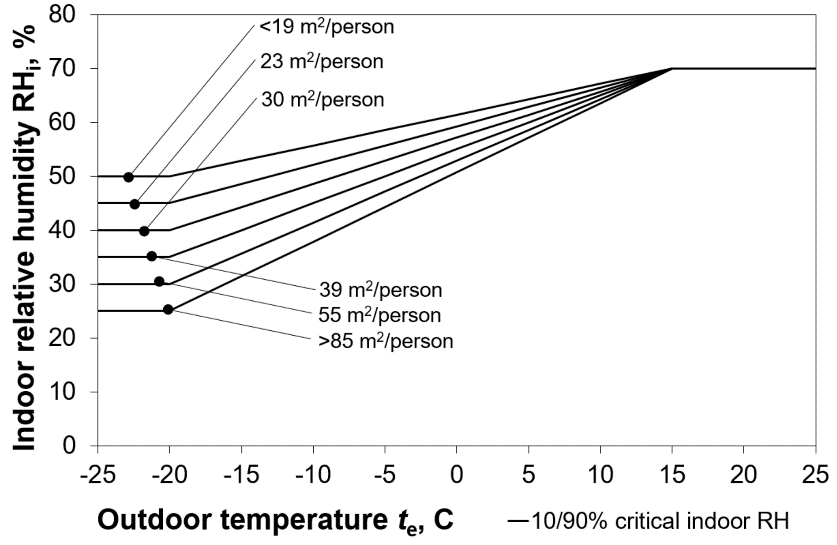 Indoor relative humidity RHi, %
80
70
60
50
40
30
20
10
0
<19 m²/person
23 m²/person
30 m²/person
39 m²/person
55 m²/person
>85 m²/person
-25 -20 -15 -10 -5 0 5 10 15 20 25
Outdoor temperature te, C
10/90% critical indoor RH